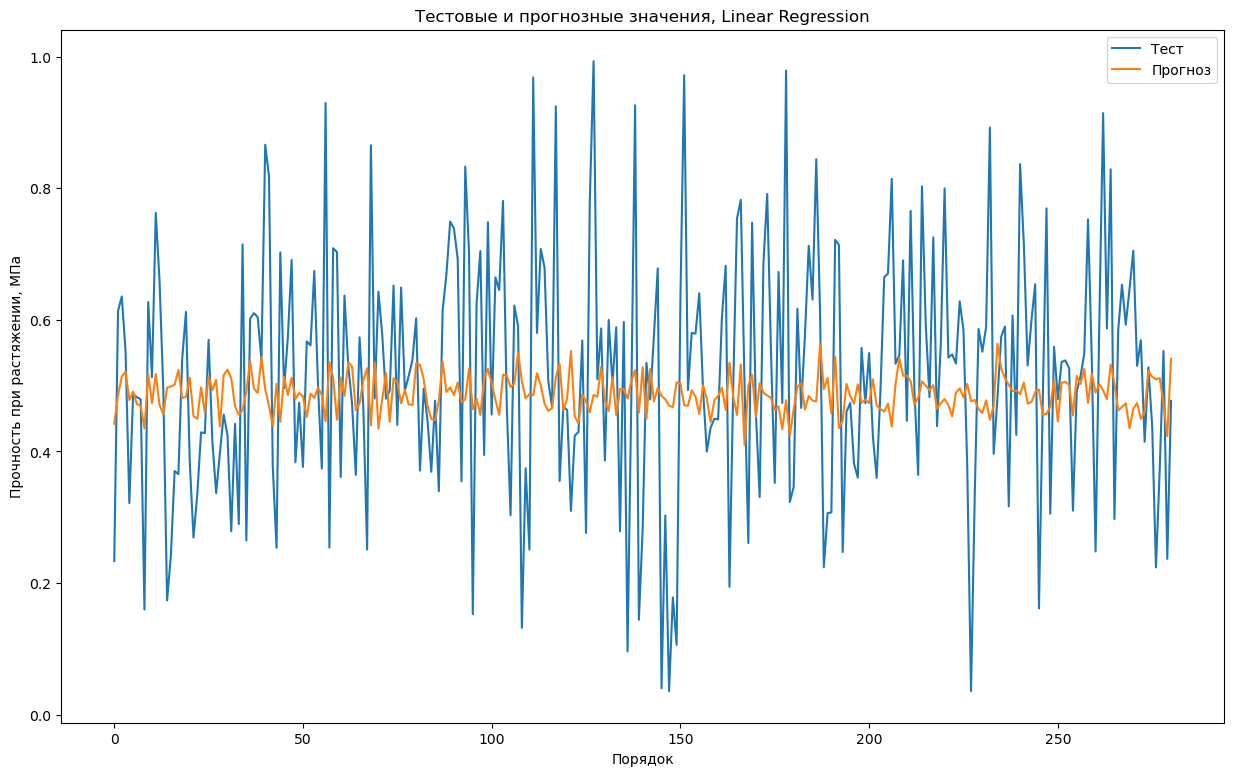 Тестовые и прогнозные значения, Linear Regression
Тест
Прогноз
Прочность при растяжении, МПа
1.0
0.8
0.6
0.4
0.2
0.0
0
50
100
150
200
250
Порядок